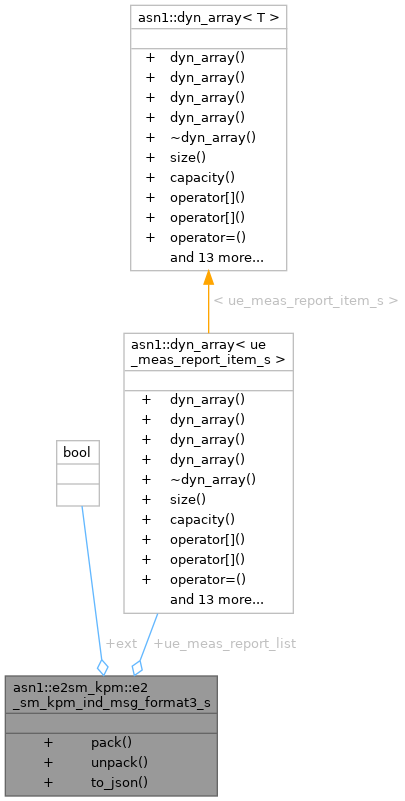 asn1::dyn_array< T >
+ dyn_array()
+ dyn_array()
+ dyn_array()
+ dyn_array()
+ ~dyn_array()
+ size()
+ capacity()
+ operator[]()
+ operator[]()
+ operator=()
and 13 more...
< ue_meas_report_item_s >
asn1::dyn_array< ue
_meas_report_item_s >
+ dyn_array()
+ dyn_array()
+ dyn_array()
+ dyn_array()
+ ~dyn_array()
+ size()
+ capacity()
+ operator[]()
+ operator[]()
+ operator=()
and 13 more...
bool
+ext
+ue_meas_report_list
asn1::e2sm_kpm::e2
_sm_kpm_ind_msg_format3_s
+ pack()
+ unpack()
+ to_json()